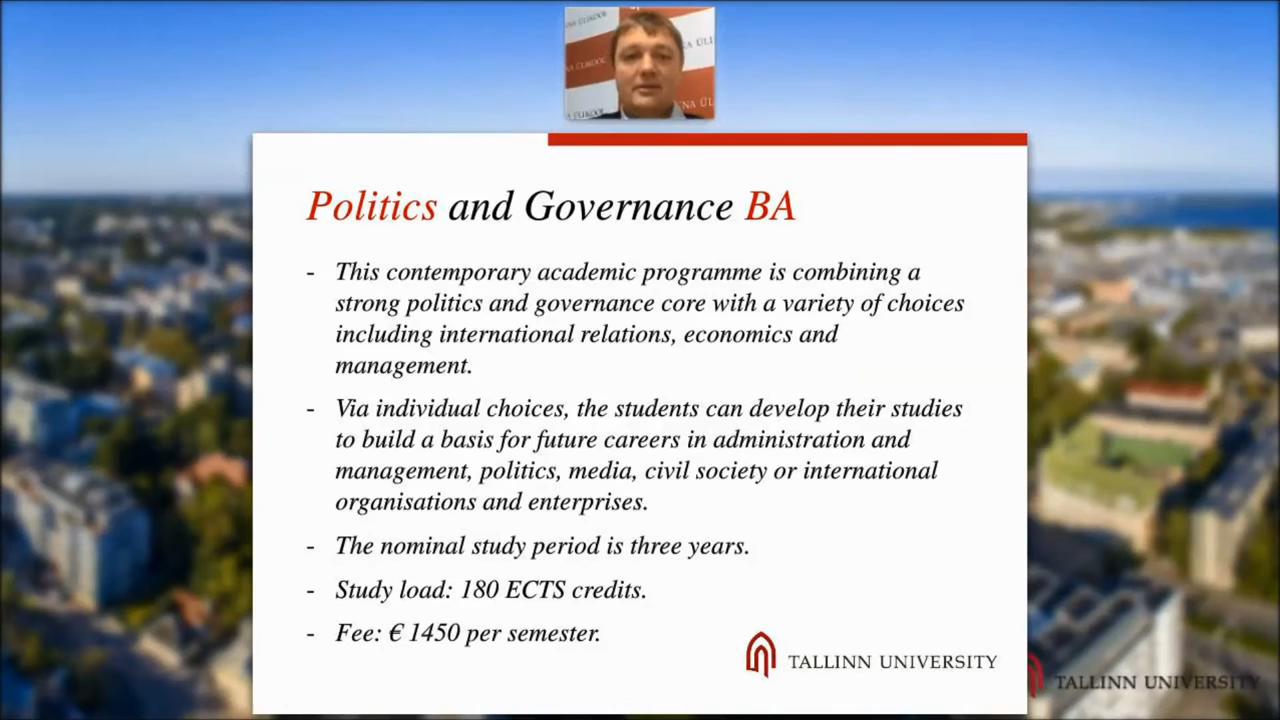 NA ÜLIKOOL
Politics and Governance BA
- This contemporary academic programme is combining a
strong politics and governance core with a variety of choices
including international relations, economics and
management.
- Via individual choices, the students can develop their studies
to build a basis for future careers in administration and
management, politics, media, civil society or international
organisations and enterprises.
- The nominal study period is three years.
- Study load: 180 ECTS credits.
- Fee: € 1450 per semester.
TALLINN UNIVERSITY
TALLINN UNIVERSITY